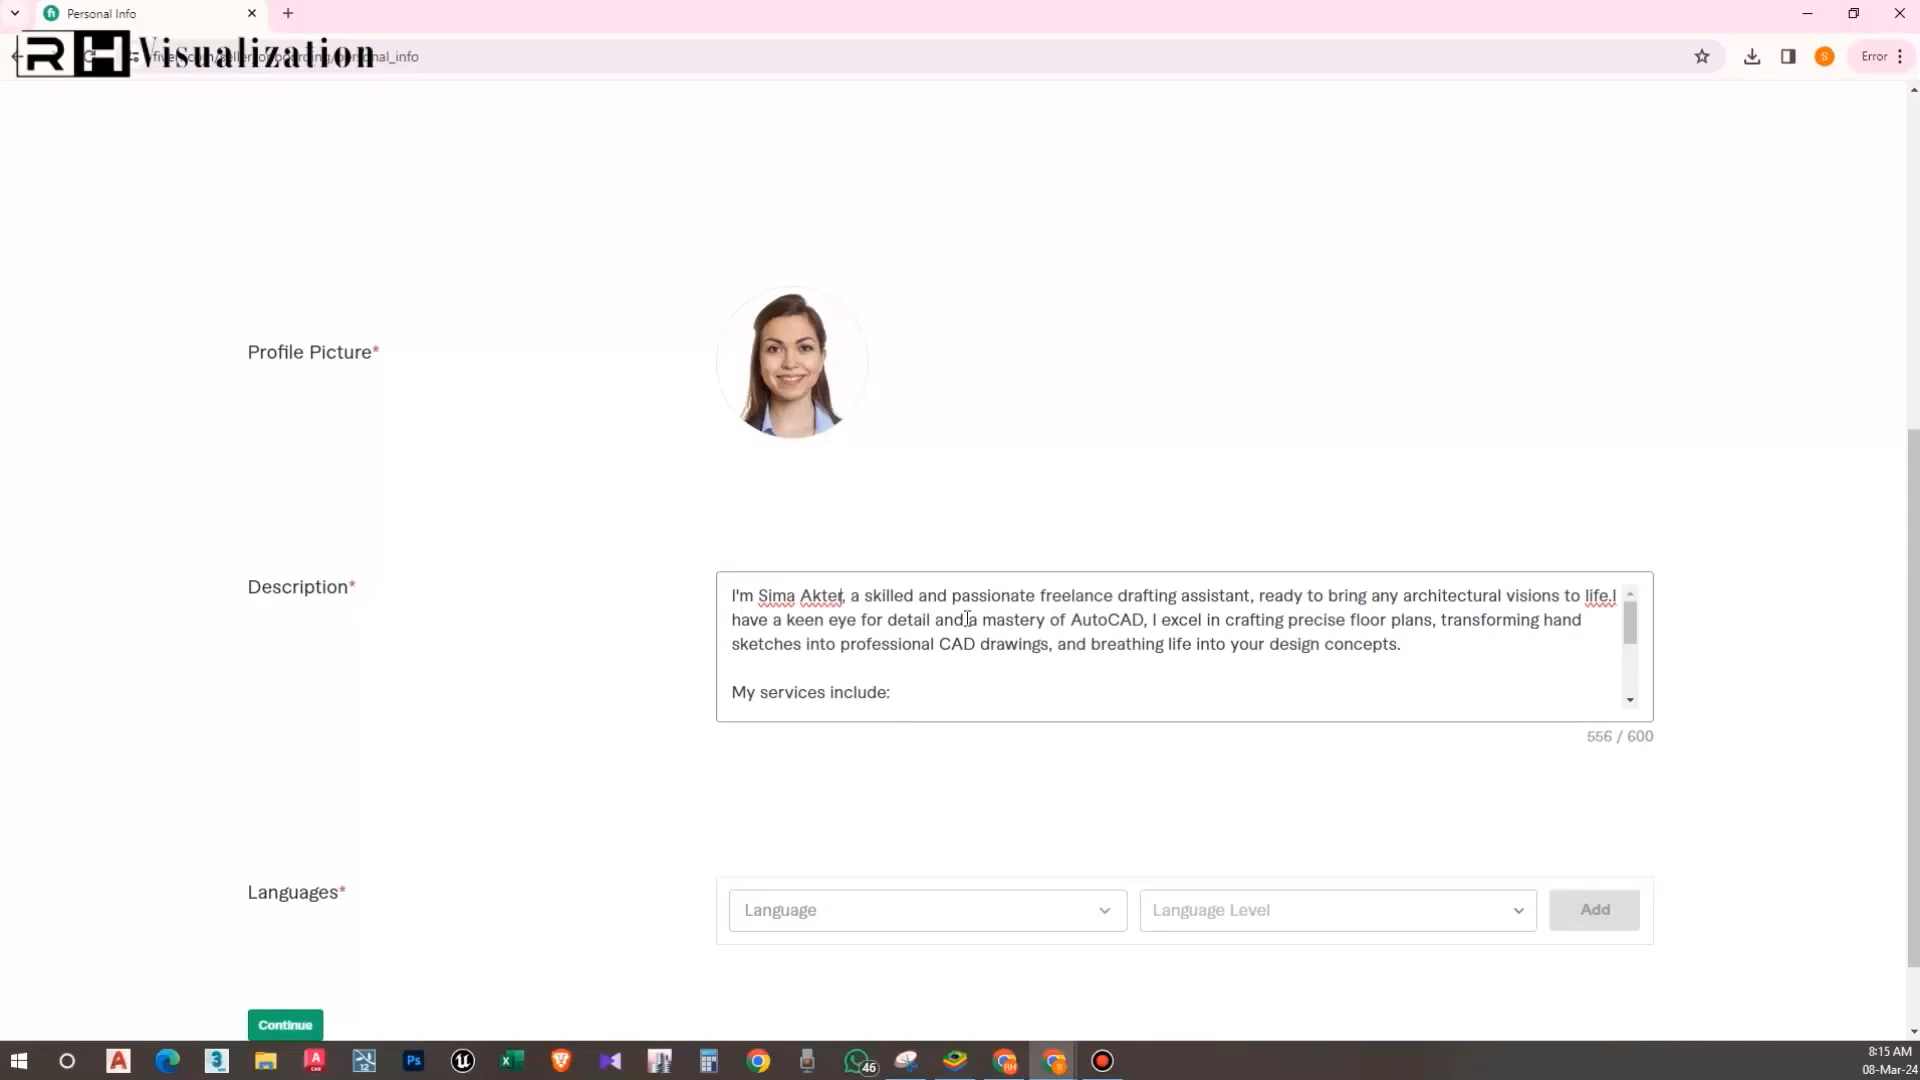 Personal Info
RH Visualization
personal_info
Error
Profile Picture*
Description*
I'm Sima Akter, a skilled and passionate freelance drafting assistant, ready to bring any architectural visions to life.I
have a keen eye for detail and a mastery of AutoCAD, I excel in crafting precise floor plans, transforming hand
sketches into professional CAD drawings, and breathing life into your design concepts.
My services include:
556 / 600
Languages*
Language
Language Level
Add
Continue
46
8:15 AM
08-Mar-24